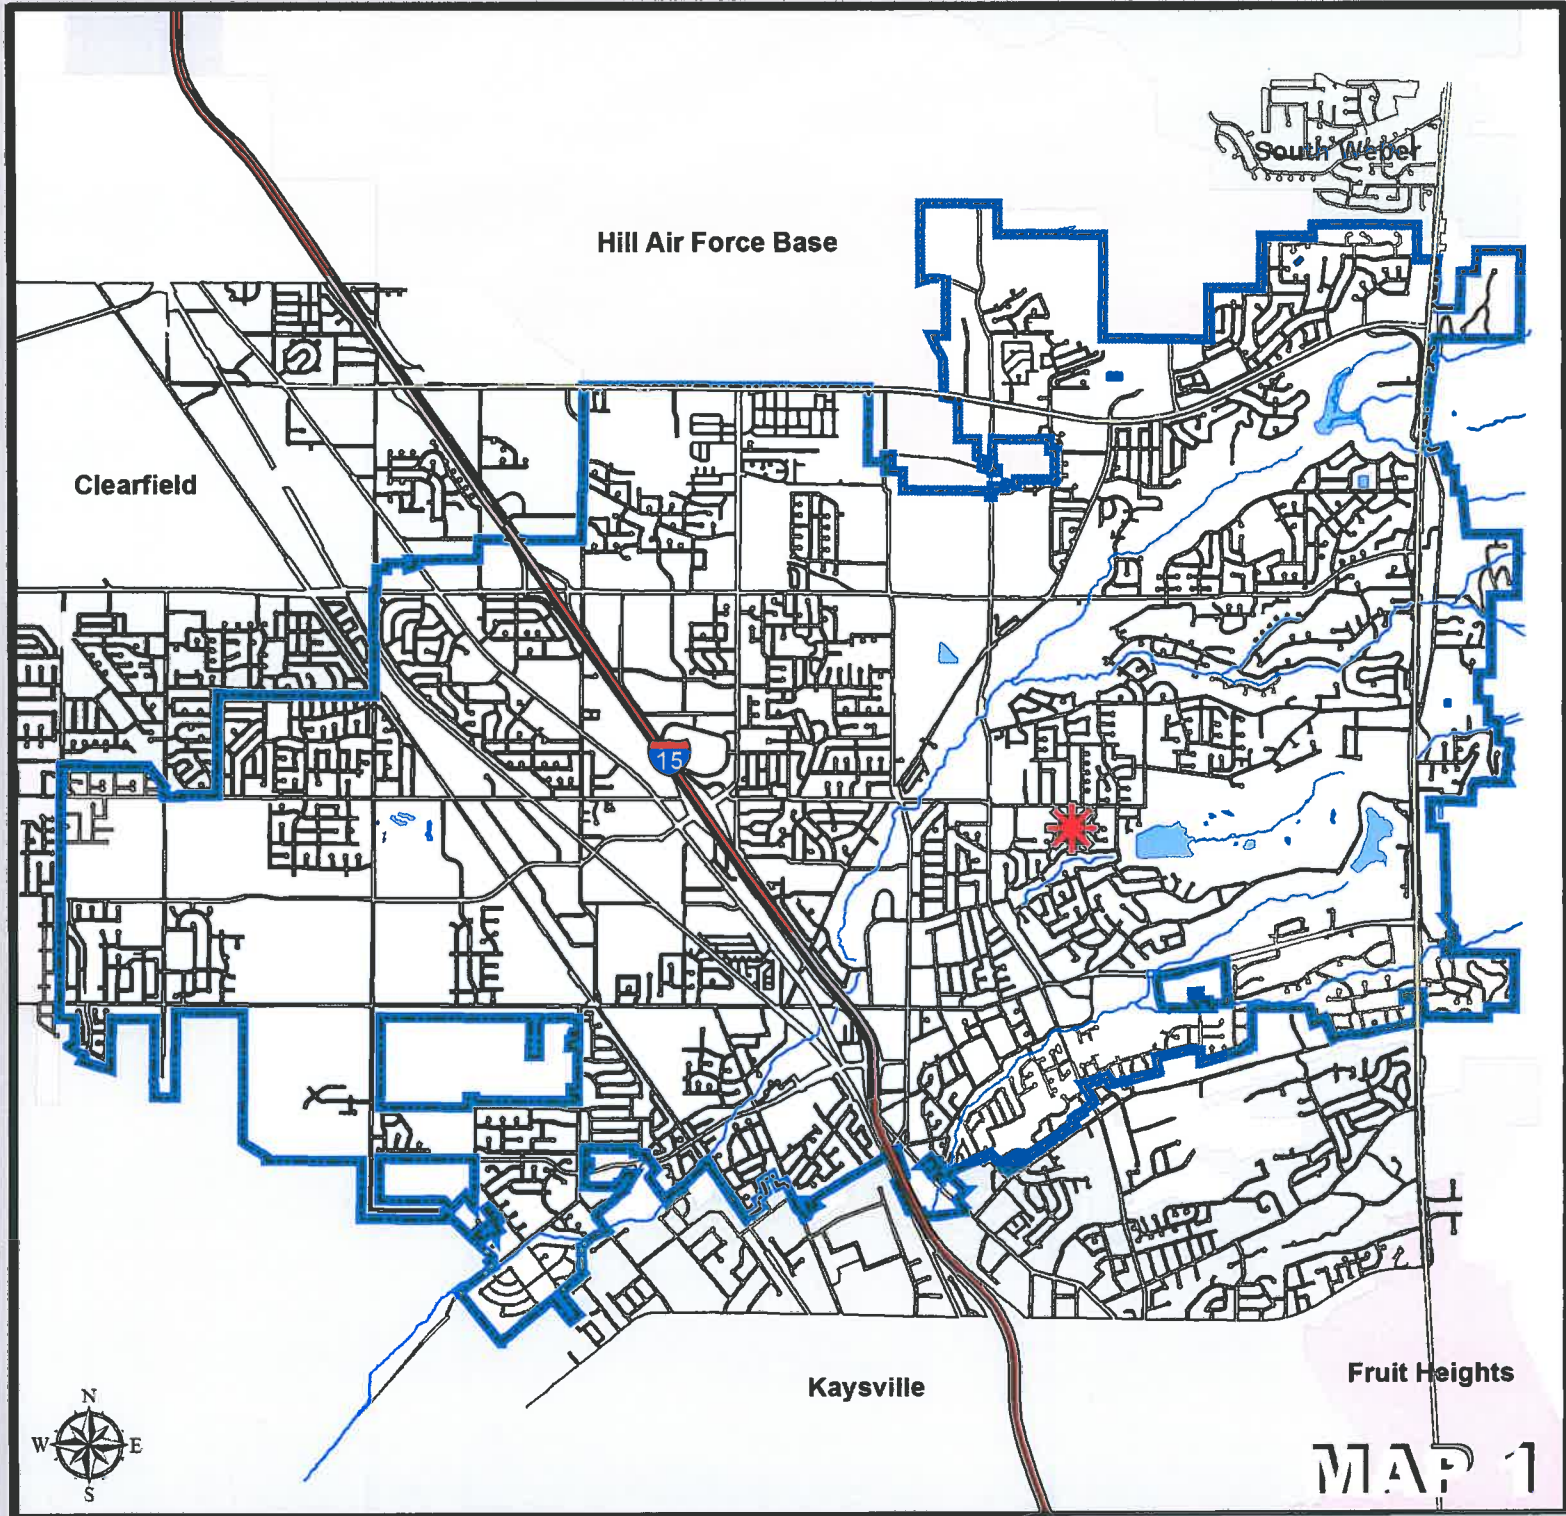 South Weber
Hill Air Force Base
Clearfield
15
Kaysville
Fruit Heights
N
W E
S
MAP 1